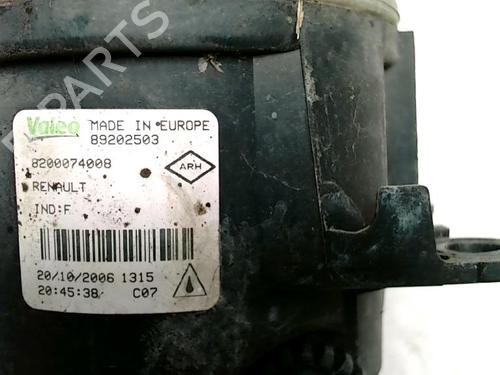 Valeo MADE IN EUROPE
89202503
8200074008
ARH
RENAULT
IND:F
20/10/2006 1315
20:45:38 C07